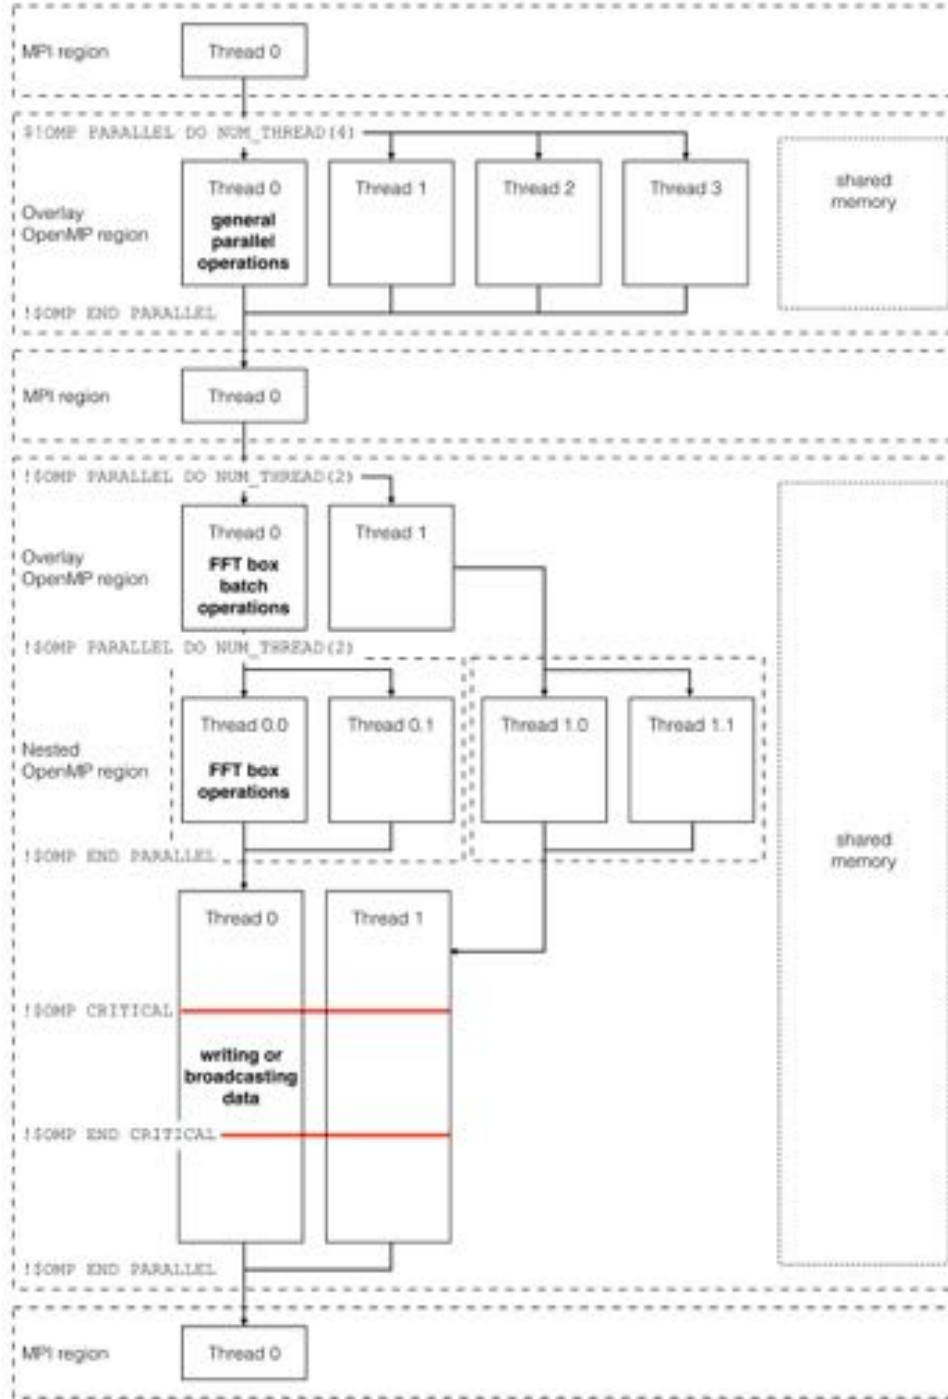 MPI region
Thread 0
$!OMP PARALLEL DO NUM_THREAD(4)
Thread 0
Thread 1
Thread 2
Thread 3
shared
memory
Overlay
OpenMP region
general
parallel
operations
!$OMP END PARALLEL
MPI region
Thread 0
!$OMP PARALLEL DO NUM_THREAD(2)
Thread 0
Thread 1
Overlay
OpenMP region
FFT box
batch
operations
!$OMP PARALLEL DO NUM_THREAD(2)
Thread 0.0
Thread 0.1
Thread 1.0
Thread 1.1
Nested
OpenMP region
FFT box
operations
shared
memory
!$OMP END PARALLEL
Thread 0
Thread 1
!$OMP CRITICAL
writing or
broadcasting
data
!$OMP END CRITICAL
!$OMP END PARALLEL
MPI region
Thread 0